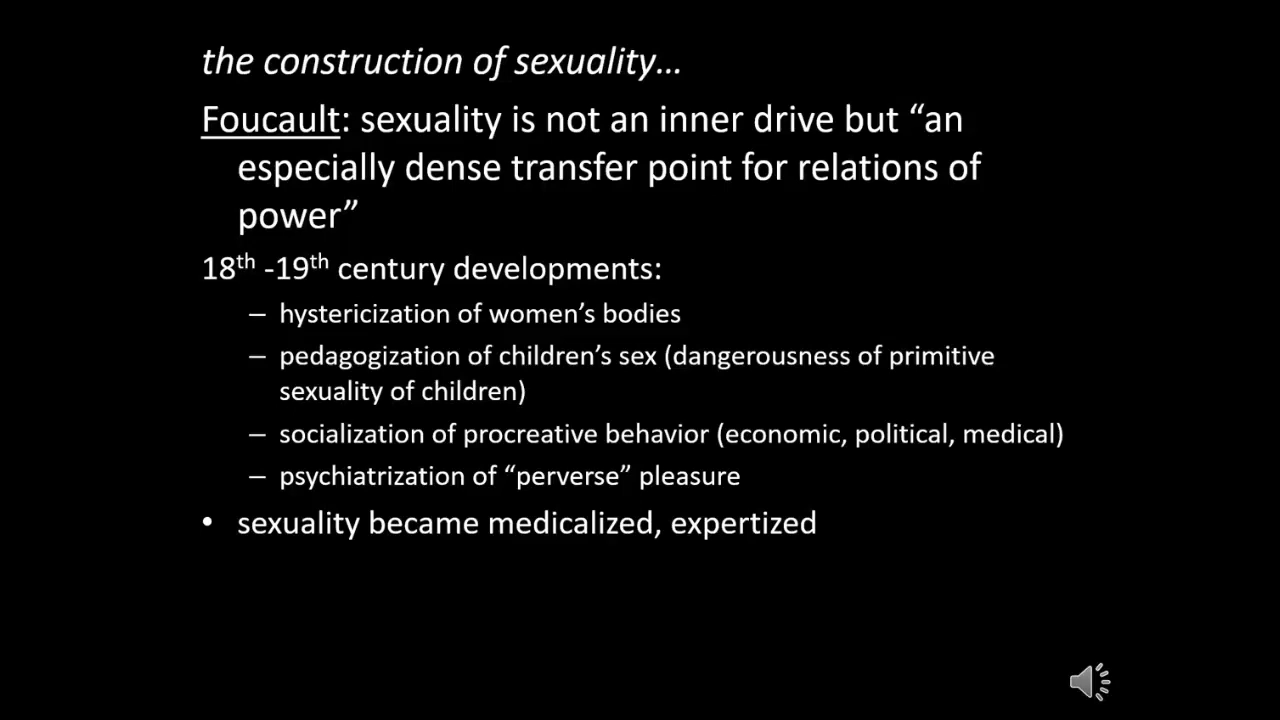 the construction of sexuality…
Foucault: sexuality is not an inner drive but “an
especially dense transfer point for relations of
power”
18th -19th century developments:
– hystericization of women’s bodies
– pedagogization of children’s sex (dangerousness of primitive
sexuality of children)
– socialization of procreative behavior (economic, political, medical)
– psychiatrization of “perverse” pleasure
• sexuality became medicalized, expertized